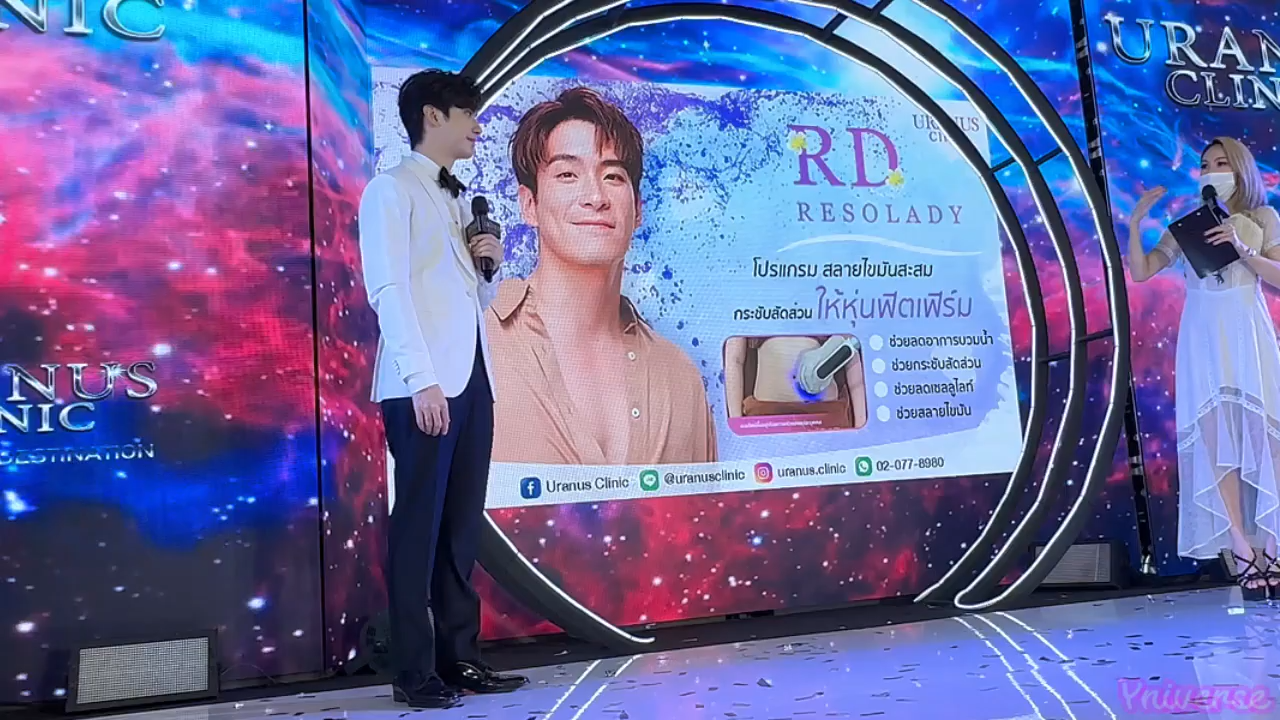 NIC
URANUS
CLINIC
RD
RESOLADY
โปรแกรม สลายไขมันสะสม
กระชับสัดส่วน ให้หุ่นฟิตเฟิร์ม
ช่วยลดอาการบวมน้ำ
ช่วยกระชับสัดส่วน
ช่วยลดเซลลูไลท์
ช่วยสลายไขมัน
Uranus Clinic @uranusclinic uranus.clinic 02-077-8980
NUS
NIC
DESTINATION
URAN
CLIN
Yniverse